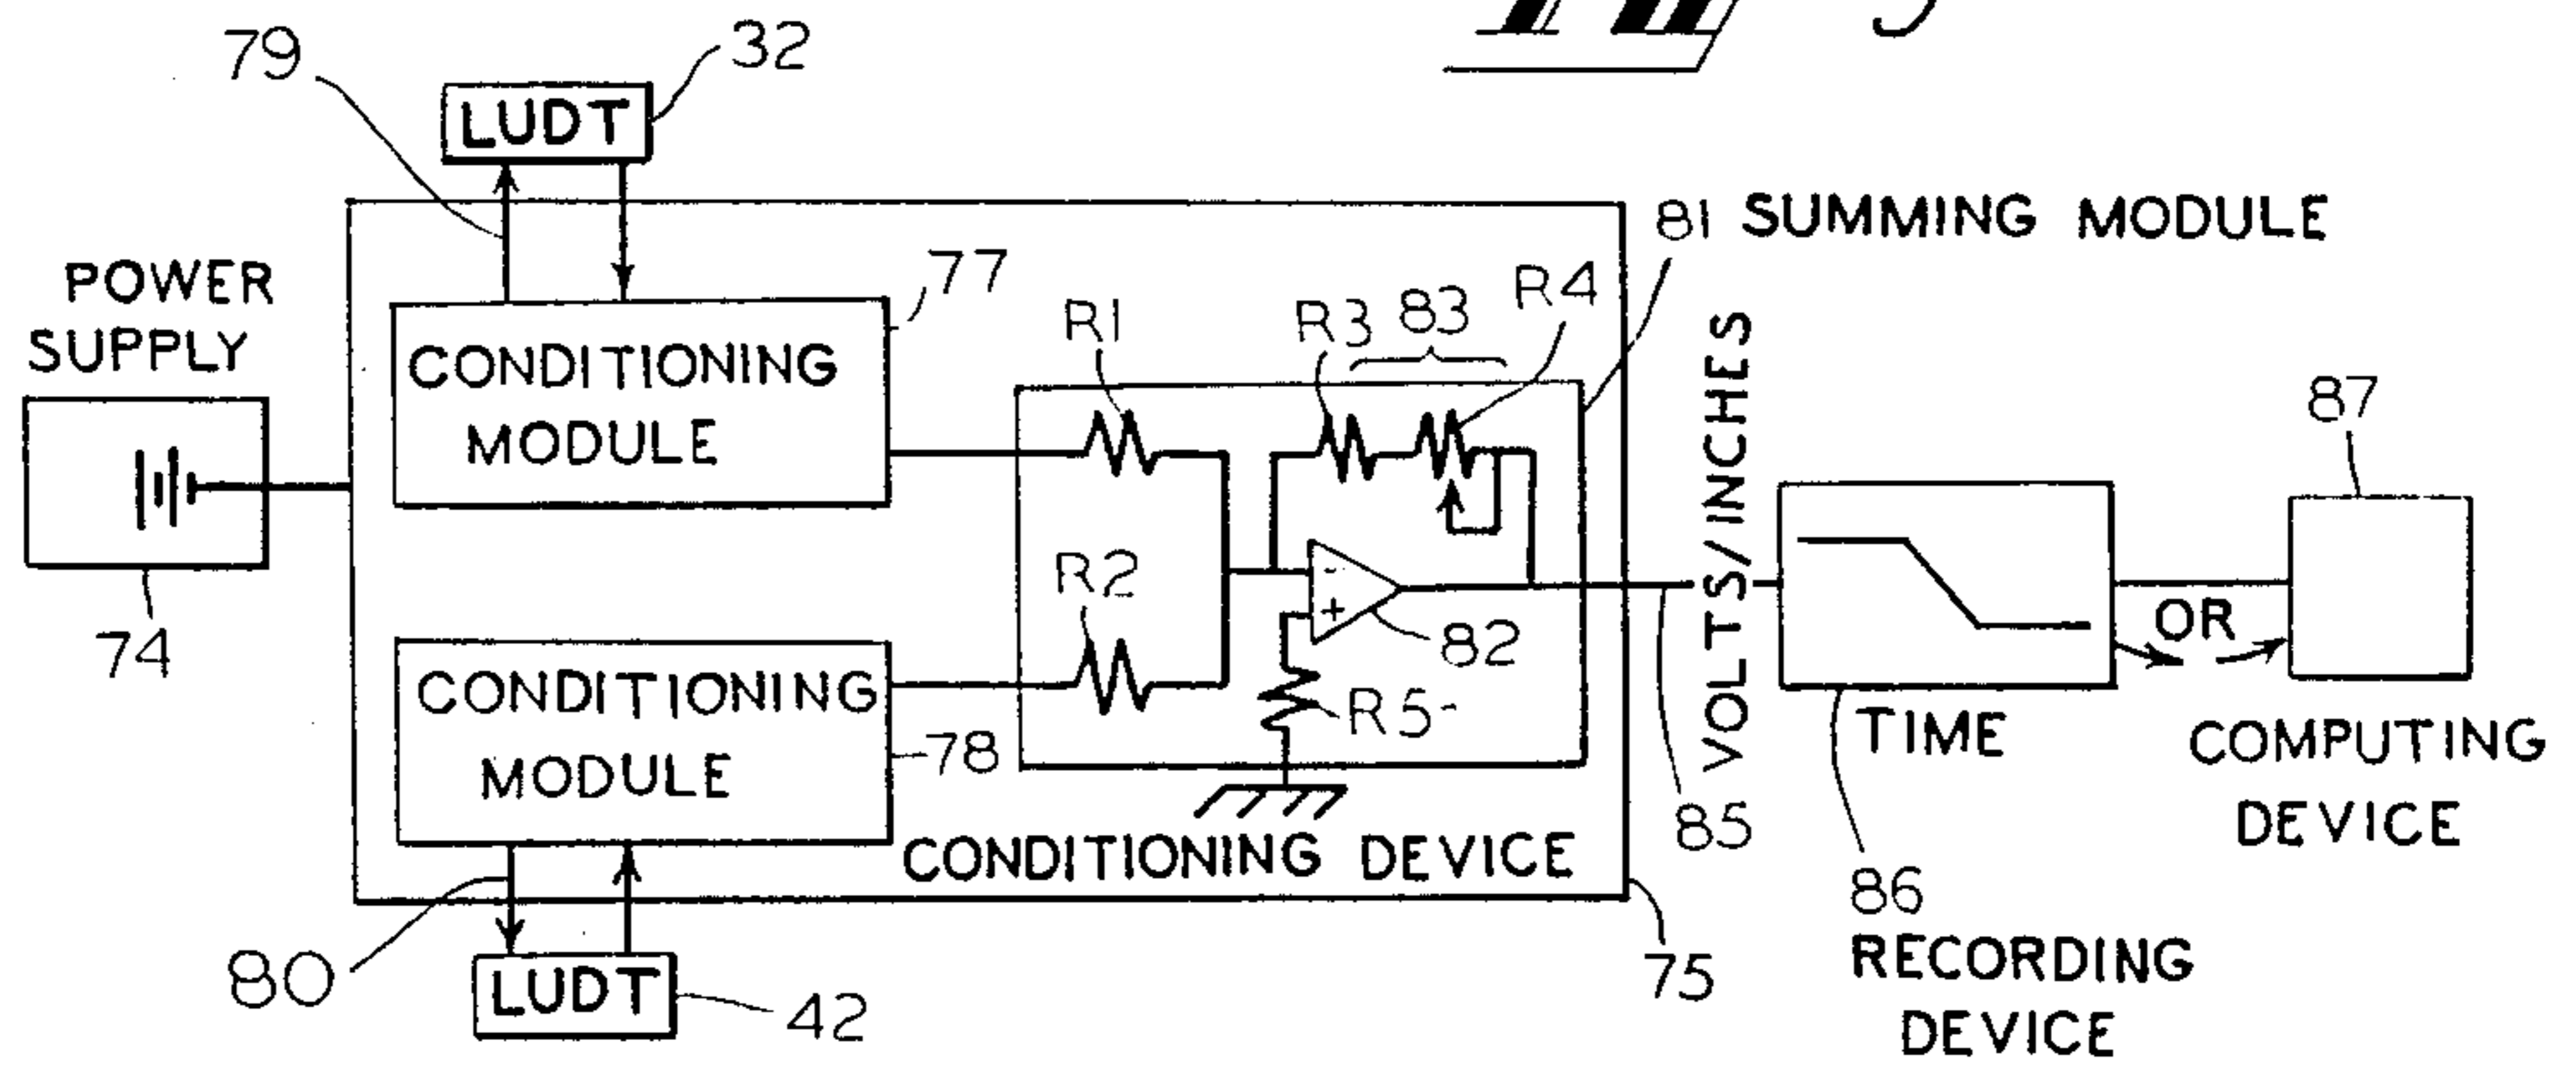 79
32
LUDT
POWER
SUPPLY
74
77
CONDITIONING
MODULE
R1
R3
83
R4
81 SUMMING MODULE
R2
-
+
82
R5
CONDITIONING
MODULE
78
CONDITIONING DEVICE
80
LUDT
42
75
85
VOLTS/INCHES
TIME
86
RECORDING
DEVICE
OR
87
COMPUTING
DEVICE